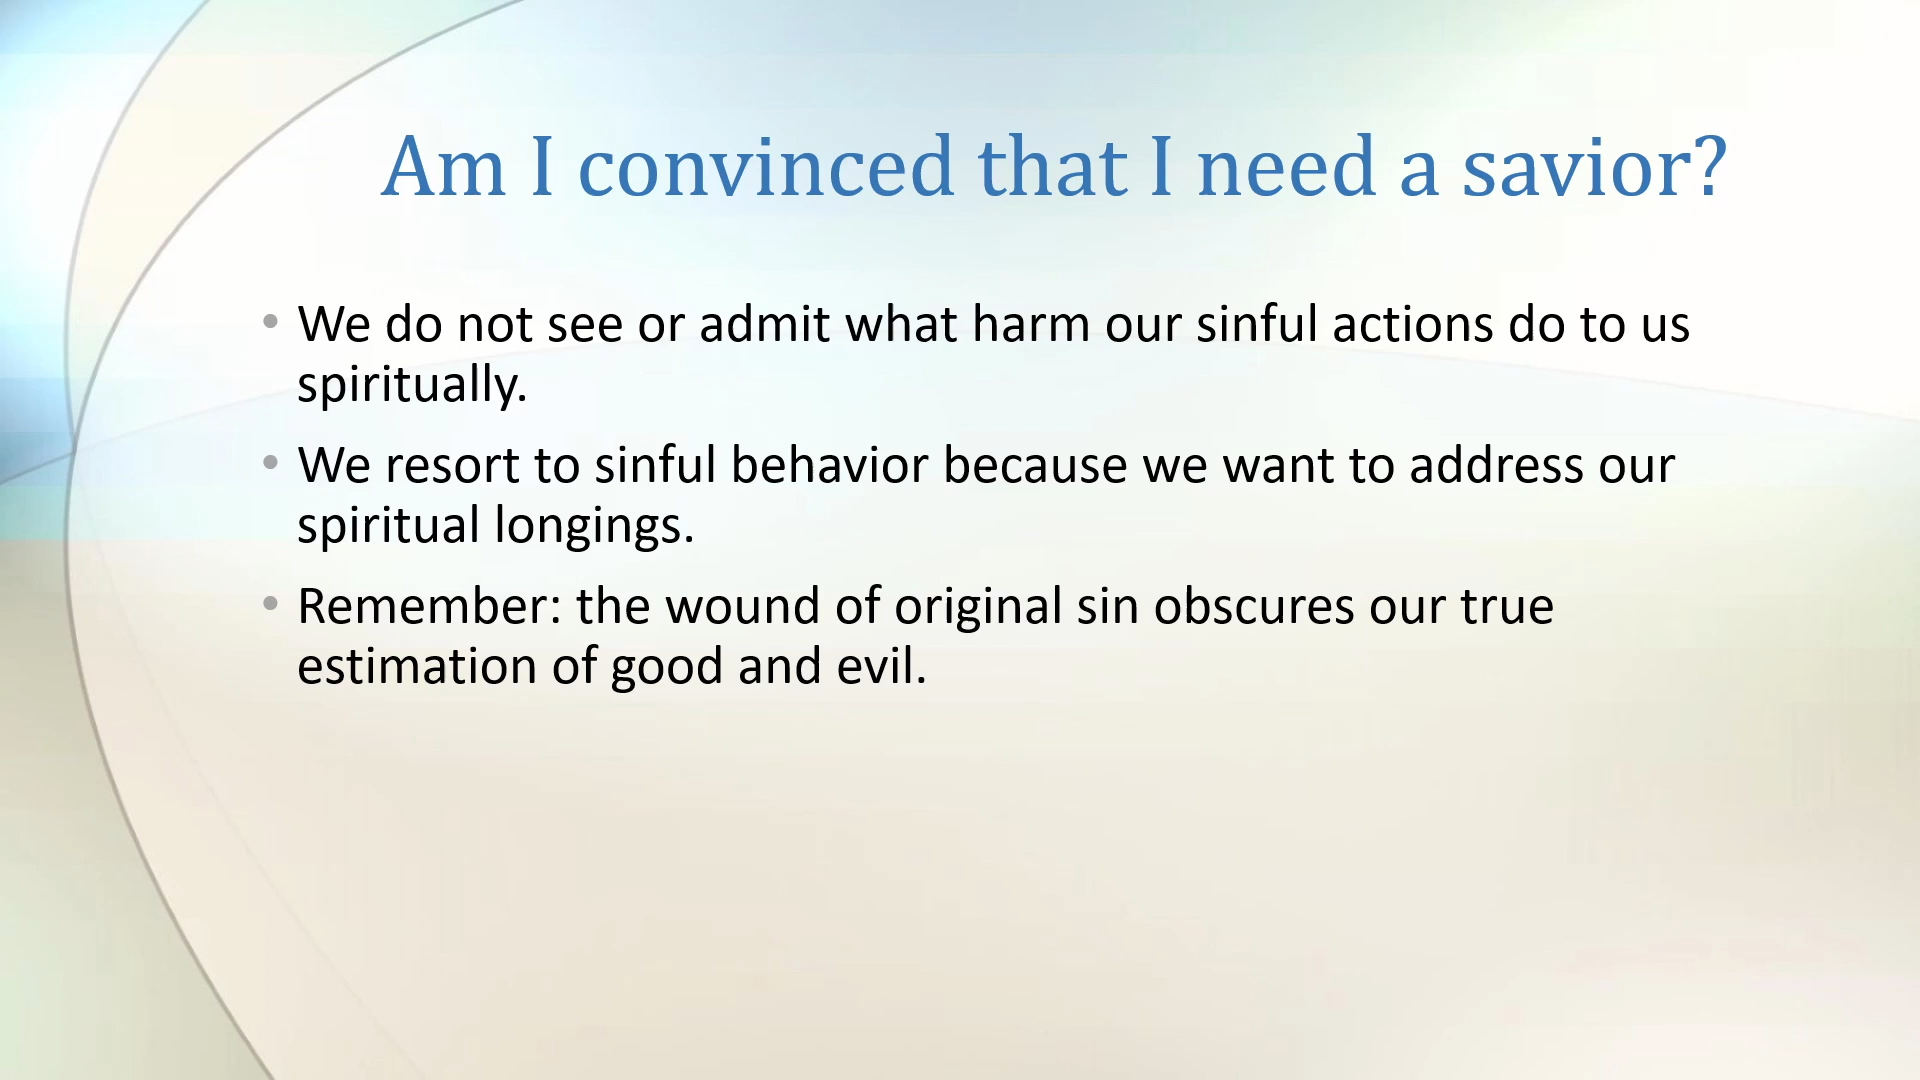 Am I convinced that I need a savior?
• We do not see or admit what harm our sinful actions do to us
spiritually.
• We resort to sinful behavior because we want to address our
spiritual longings.
• Remember: the wound of original sin obscures our true
estimation of good and evil.